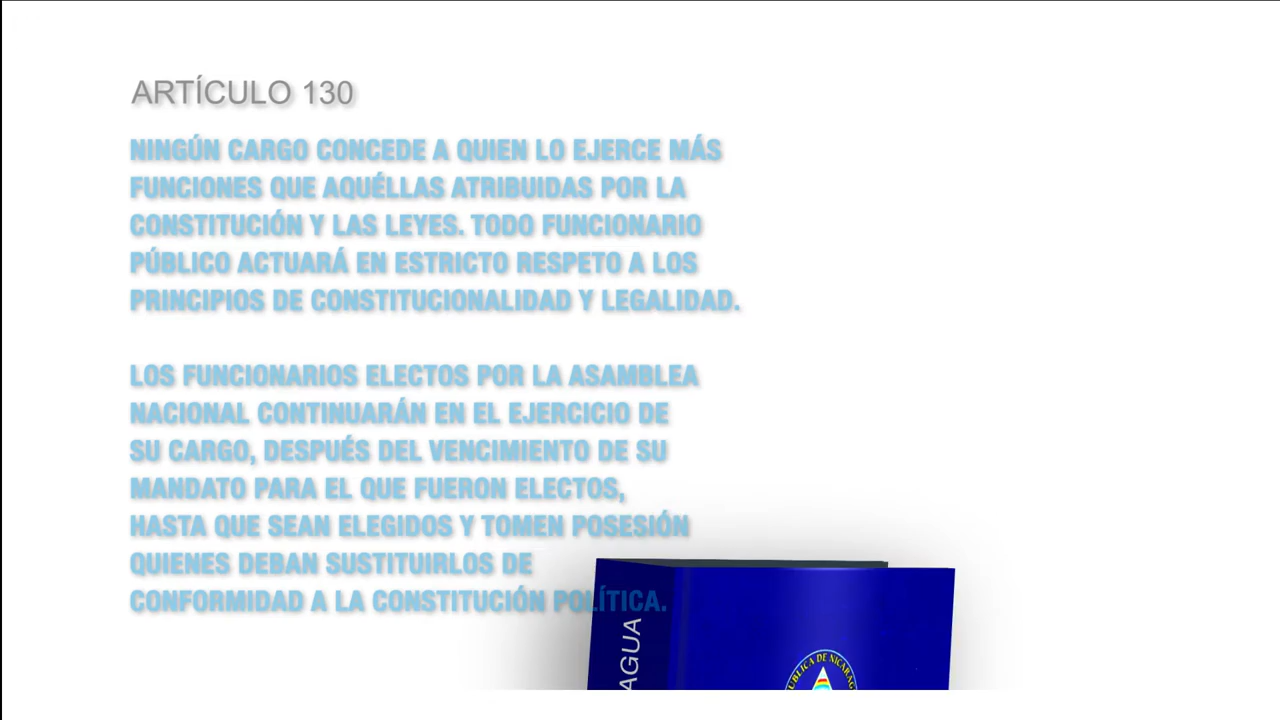 ARTÍCULO 130
NINGÚN CARGO CONCEDE A QUIEN LO EJERCE MÁS
FUNCIONES QUE AQUÉLLAS ATRIBUIDAS POR LA
CONSTITUCIÓN Y LAS LEYES. TODO FUNCIONARIO
PÚBLICO ACTUARÁ EN ESTRICTO RESPETO A LOS
PRINCIPIOS DE CONSTITUCIONALIDAD Y LEGALIDAD.
LOS FUNCIONARIOS ELECTOS POR LA ASAMBLEA
NACIONAL CONTINUARÁN EN EL EJERCICIO DE
SU CARGO, DESPUÉS DEL VENCIMIENTO DE SU
MANDATO PARA EL QUE FUERON ELECTOS,
HASTA QUE SEAN ELEGIDOS Y TOMEN POSESIÓN
QUIENES DEBAN SUSTITUIRLOS DE
CONFORMIDAD A LA CONSTITUCIÓN POLÍTICA.
AGUA
ÚBLICA DE NICARAGU